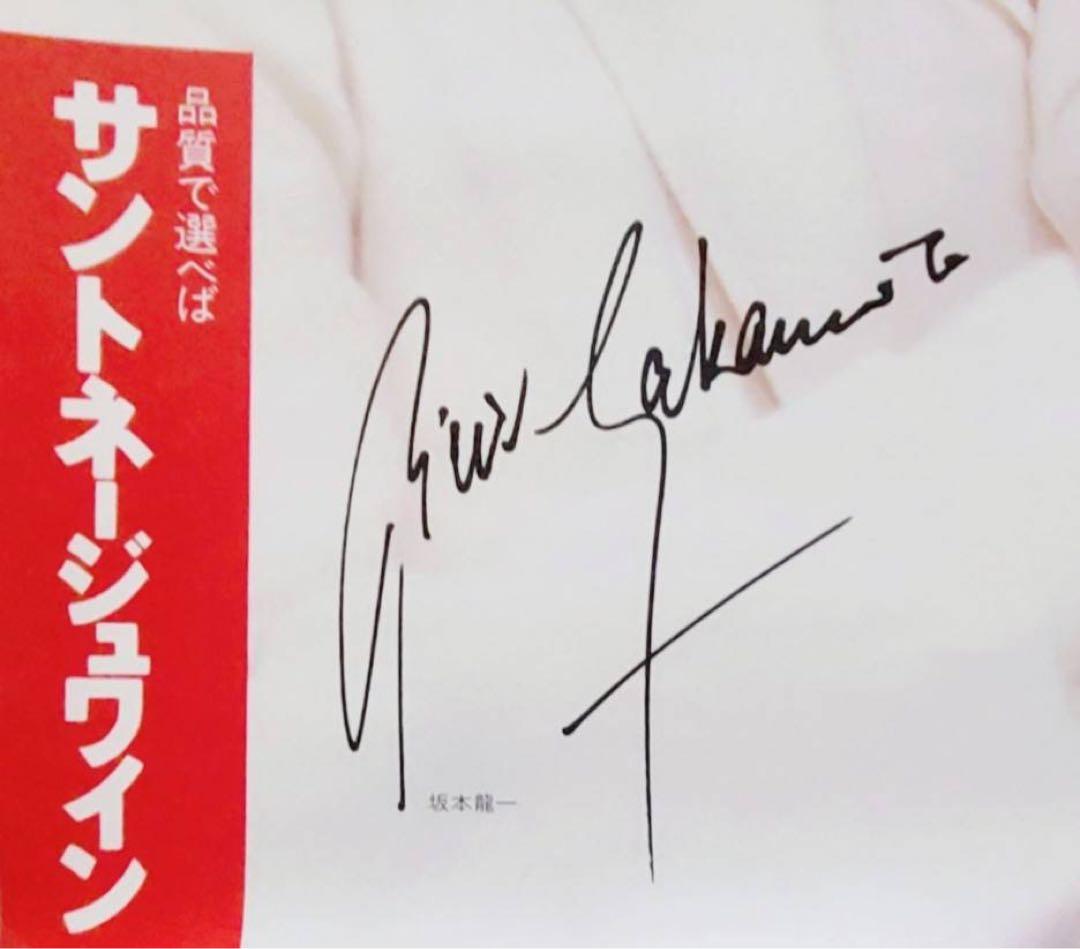 品質で選べば
サントネージュワイン
Sakamoto
坂本龍一